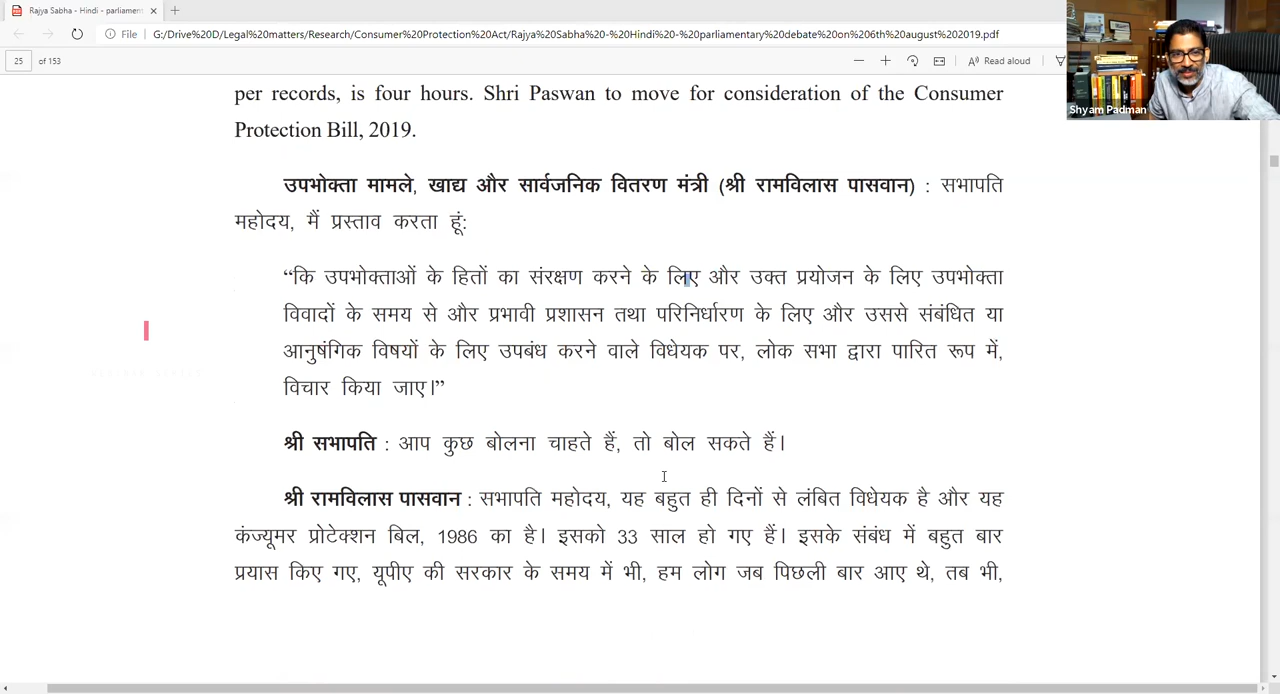 Rajya Sabha - Hindi - parliament
File
G:/Drive%20D/Legal%20matters/Research/Consumer%20Protection%20Act/Rajya%20Sabha%20-%20Hindi%20-%20parliamentary%20debate%20on%206th%20august%202019.pdf
25 of 153
Read aloud
Shyam Padman
per records, is four hours. Shri Paswan to move for consideration of the Consumer
Protection Bill, 2019.
उपभोक्ता मामले, खाद्य और सार्वजनिक वितरण मंत्री (श्री रामविलास पासवान) : सभापति
महोदय, मैं प्रस्ताव करता हूं:
“कि उपभोक्ताओं के हितों का संरक्षण करने के लिए और उक्त प्रयोजन के लिए उपभोक्ता
विवादों के समय से और प्रभावी प्रशासन तथा परिनिर्धारण के लिए और उससे संबंधित या
आनुषंगिक विषयों के लिए उपबंध करने वाले विधेयक पर, लोक सभा द्वारा पारित रूप में,
विचार किया जाए।”
श्री सभापति : आप कुछ बोलना चाहते हैं, तो बोल सकते हैं।
श्री रामविलास पासवान : सभापति महोदय, यह बहुत ही दिनों से लंबित विधेयक है और यह
कंज्यूमर प्रोटेक्शन बिल, 1986 का है। इसको 33 साल हो गए हैं। इसके संबंध में बहुत बार
प्रयास किए गए, यूपीए की सरकार के समय में भी, हम लोग जब पिछली बार आए थे, तब भी,